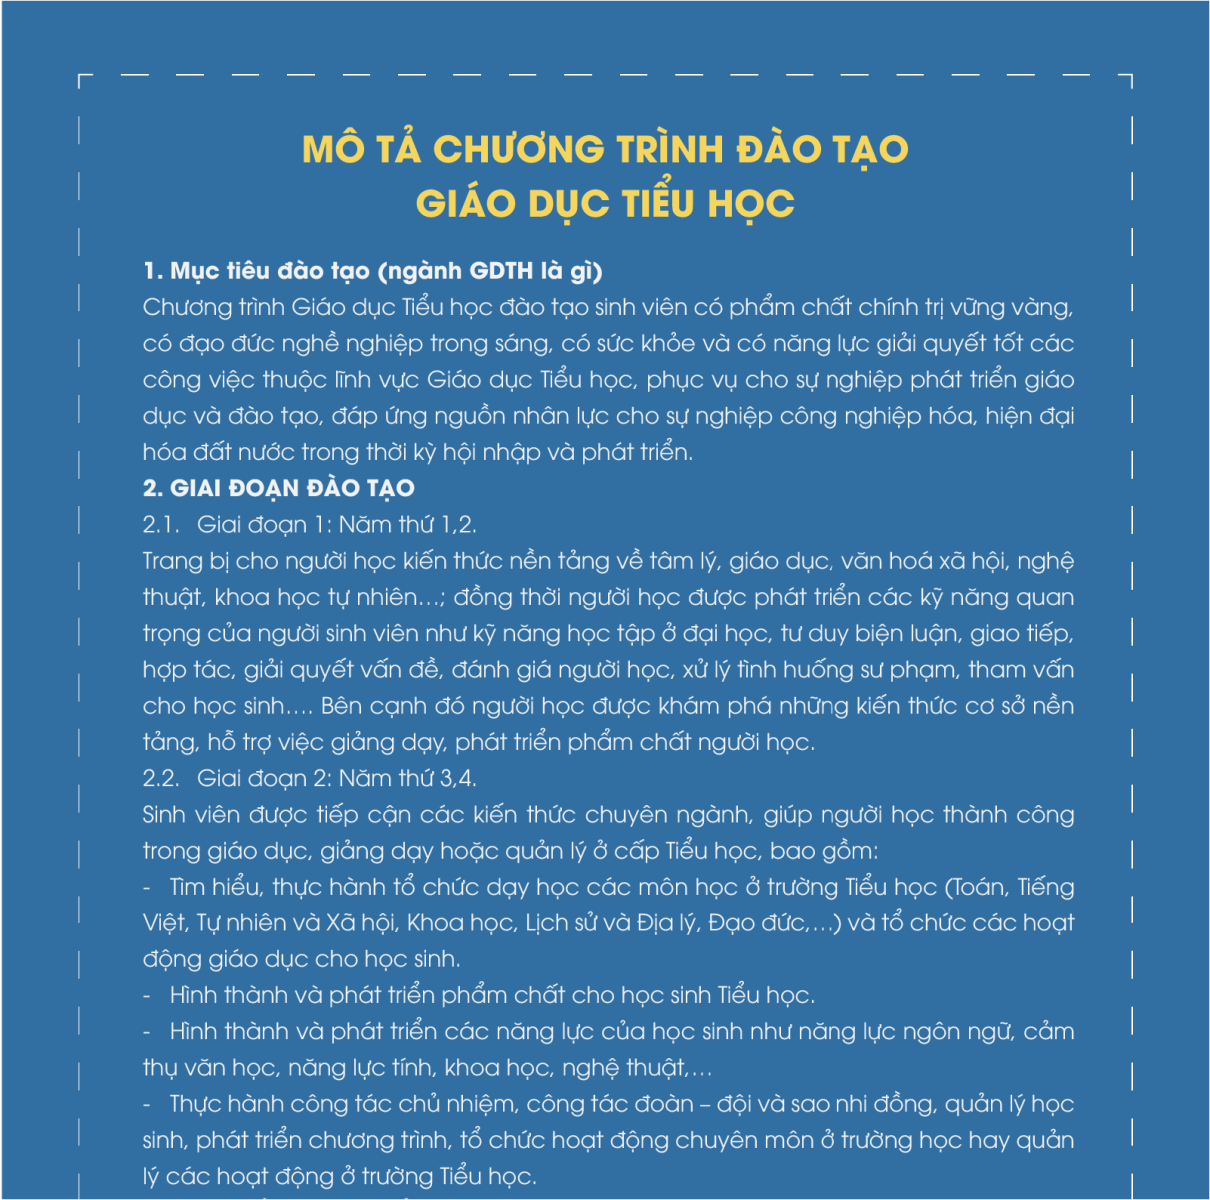 MÔ TẢ CHƯƠNG TRÌNH ĐÀO TẠO
GIÁO DỤC TIỂU HỌC
1. Mục tiêu đào tạo (ngành GDTH là gì)
Chương trình Giáo dục Tiểu học đào tạo sinh viên có phẩm chất chính trị vững vàng,
có đạo đức nghề nghiệp trong sáng, có sức khỏe và có năng lực giải quyết tốt các
công việc thuộc lĩnh vực Giáo dục Tiểu học, phục vụ cho sự nghiệp phát triển giáo
dục và đào tạo, đáp ứng nguồn nhân lực cho sự nghiệp công nghiệp hóa, hiện đại
hóa đất nước trong thời kỳ hội nhập và phát triển.
2. GIAI ĐOẠN ĐÀO TẠO
2.1. Giai đoạn 1: Năm thứ 1,2.
Trang bị cho người học kiến thức nền tảng về tâm lý, giáo dục, văn hoá xã hội, nghệ
thuật, khoa học tự nhiên...; đồng thời người học được phát triển các kỹ năng quan
trọng của người sinh viên như kỹ năng học tập ở đại học, tư duy biện luận, giao tiếp,
hợp tác, giải quyết vấn đề, đánh giá người học, xử lý tình huống sư phạm, tham vấn
cho học sinh.... Bên cạnh đó người học được khám phá những kiến thức cơ sở nền
tảng, hỗ trợ việc giảng dạy, phát triển phẩm chất người học.
2.2. Giai đoạn 2: Năm thứ 3,4.
Sinh viên được tiếp cận các kiến thức chuyên ngành, giúp người học thành công
trong giáo dục, giảng dạy hoặc quản lý ở cấp Tiểu học, bao gồm:
- Tìm hiểu, thực hành tổ chức dạy học các môn học ở trường Tiểu học (Toán, Tiếng
Việt, Tự nhiên và Xã hội, Khoa học, Lịch sử và Địa lý, Đạo đức,...) và tổ chức các hoạt
động giáo dục cho học sinh.
- Hình thành và phát triển phẩm chất cho học sinh Tiểu học.
- Hình thành và phát triển các năng lực của học sinh như năng lực ngôn ngữ, cảm
thụ văn học, năng lực tính, khoa học, nghệ thuật,...
- Thực hành công tác chủ nhiệm, công tác đoàn – đội và sao nhi đồng, quản lý học
sinh, phát triển chương trình, tổ chức hoạt động chuyên môn ở trường học hay quản
lý các hoạt động ở trường Tiểu học.